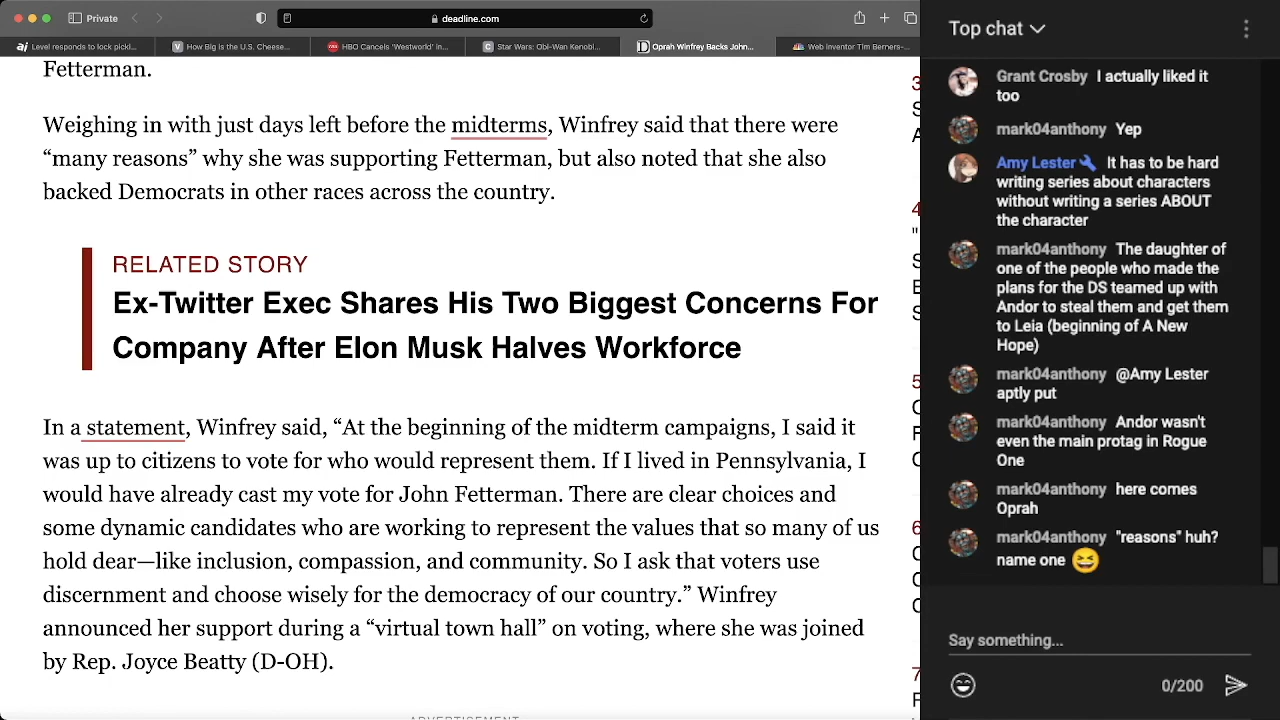 Private
deadline.com
Level responds to lock pickl...
How Big Is the U.S. Cheese...
HBO Cancels 'Westworld' in...
Star Wars: Obi-Wan Kenobi...
Oprah Winfrey Backs John...
Web inventor Tim Berners-...
Fetterman.
Weighing in with just days left before the midterms, Winfrey said that there were
“many reasons” why she was supporting Fetterman, but also noted that she also
backed Democrats in other races across the country.
RELATED STORY
Ex-Twitter Exec Shares His Two Biggest Concerns For
Company After Elon Musk Halves Workforce
In a statement, Winfrey said, “At the beginning of the midterm campaigns, I said it
was up to citizens to vote for who would represent them. If I lived in Pennsylvania, I
would have already cast my vote for John Fetterman. There are clear choices and
some dynamic candidates who are working to represent the values that so many of us
hold dear—like inclusion, compassion, and community. So I ask that voters use
discernment and choose wisely for the democracy of our country.” Winfrey
announced her support during a “virtual town hall” on voting, where she was joined
by Rep. Joyce Beatty (D-OH).
Top chat
Grant Crosby I actually liked it
too
mark04anthony Yep
Amy Lester It has to be hard
writing series about characters
without writing a series ABOUT
the character
mark04anthony The daughter of
one of the people who made the
plans for the DS teamed up with
Andor to steal them and get them
to Leia (beginning of A New
Hope)
mark04anthony @Amy Lester
aptly put
mark04anthony Andor wasn't
even the main protag in Rogue
One
mark04anthony here comes
Oprah
mark04anthony "reasons" huh?
name one
Say something...
0/200